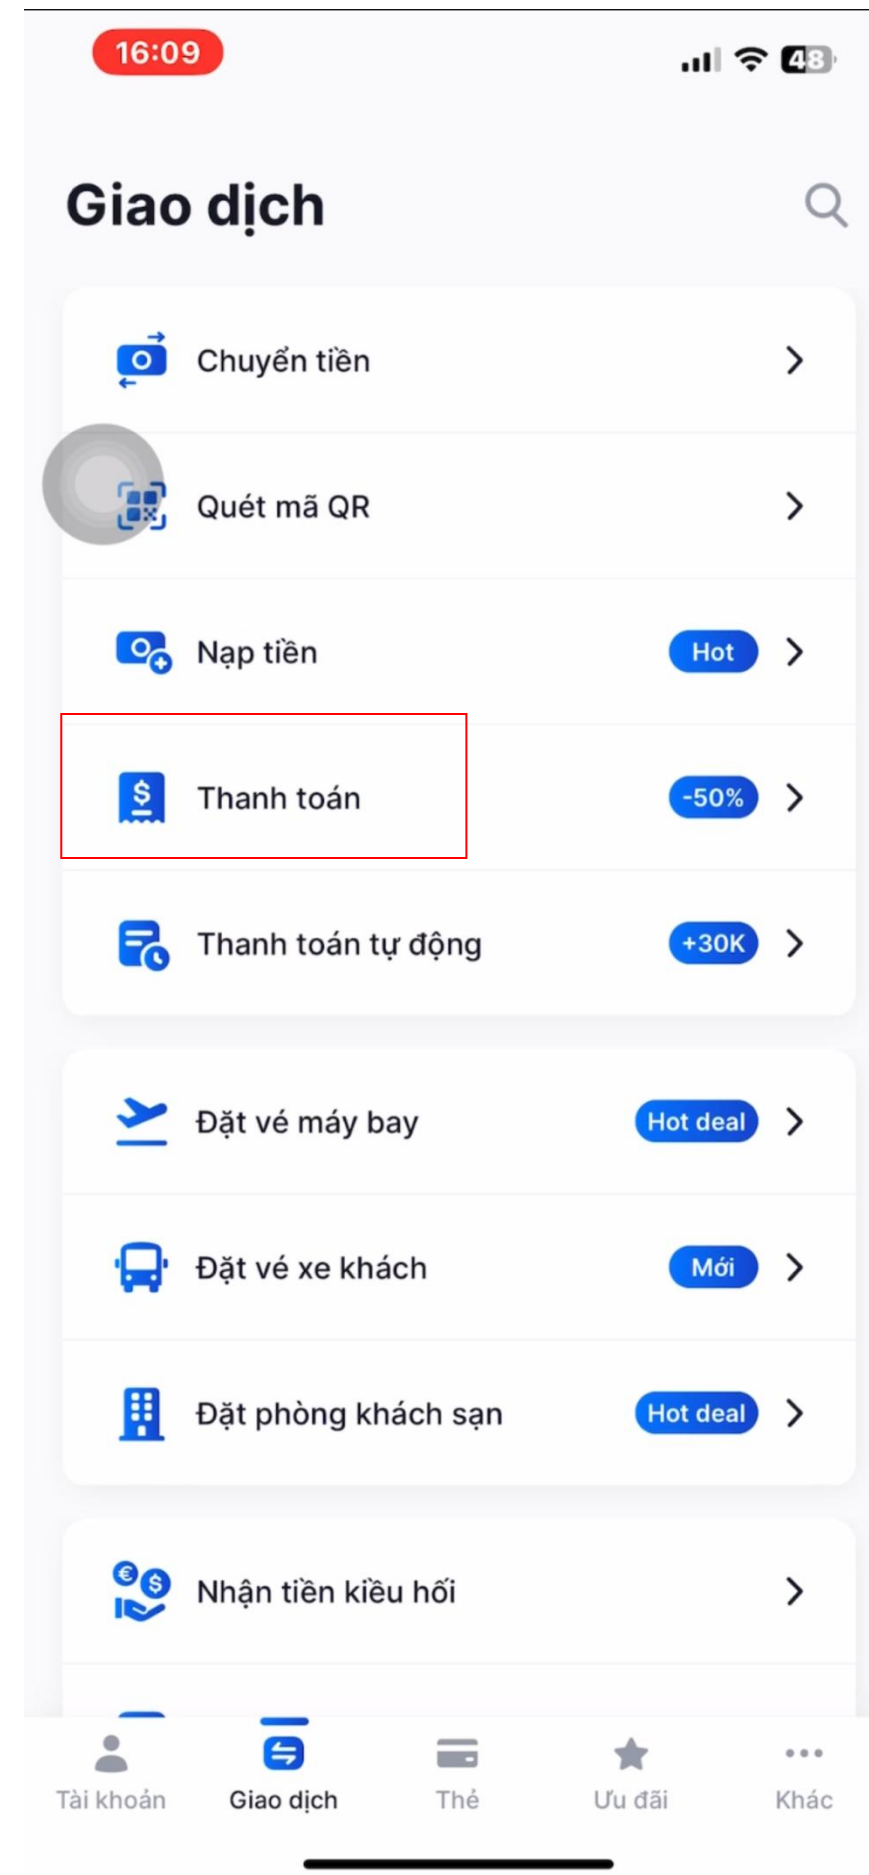 16:09
48
Giao dịch
Chuyển tiền
Quét mã QR
Nạp tiền Hot
Thanh toán -50%
Thanh toán tự động +30K
Đặt vé máy bay Hot deal
Đặt vé xe khách Mới
Đặt phòng khách sạn Hot deal
Nhận tiền kiều hối
Tài khoản Giao dịch Thẻ Ưu đãi Khác